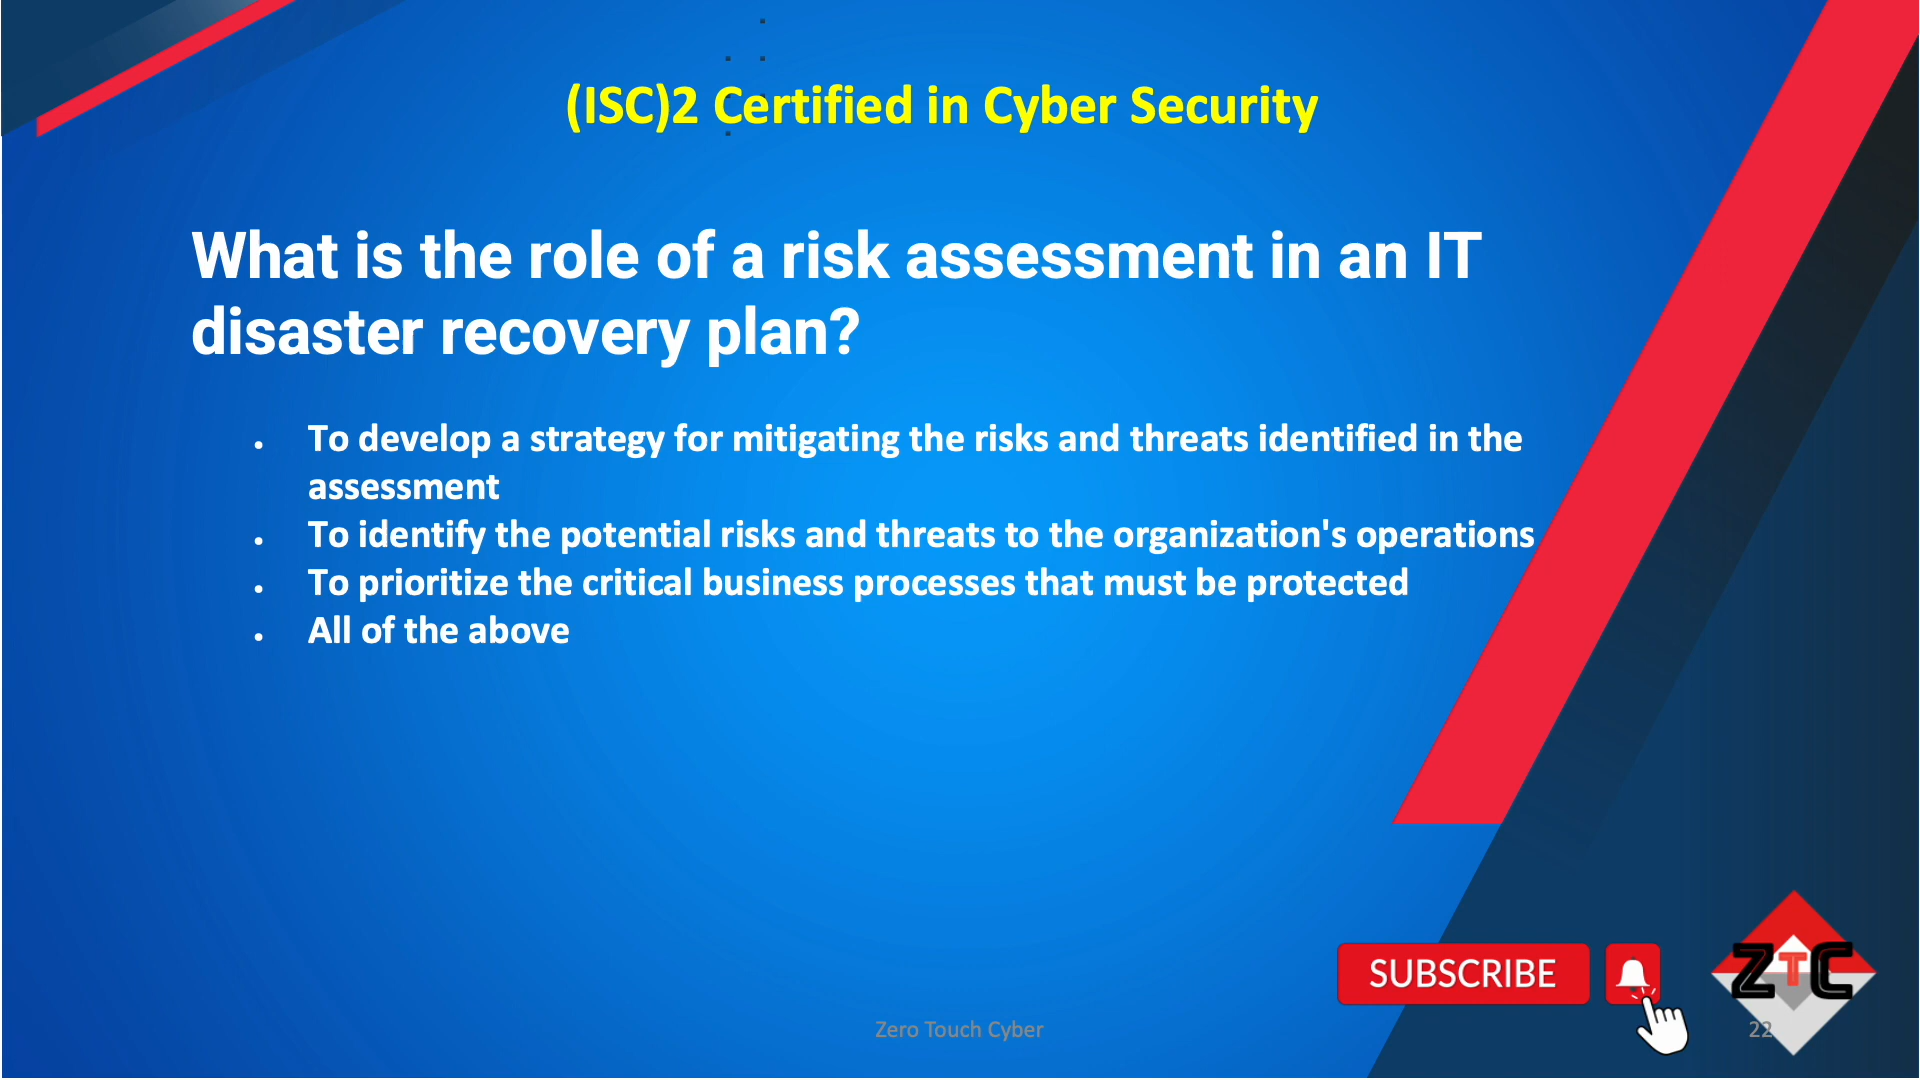 (ISC)2 Certified in Cyber Security
What is the role of a risk assessment in an IT
disaster recovery plan?
• To develop a strategy for mitigating the risks and threats identified in the
assessment
• To identify the potential risks and threats to the organization's operations
• To prioritize the critical business processes that must be protected
• All of the above
SUBSCRIBE
ZTC
Zero Touch Cyber
22